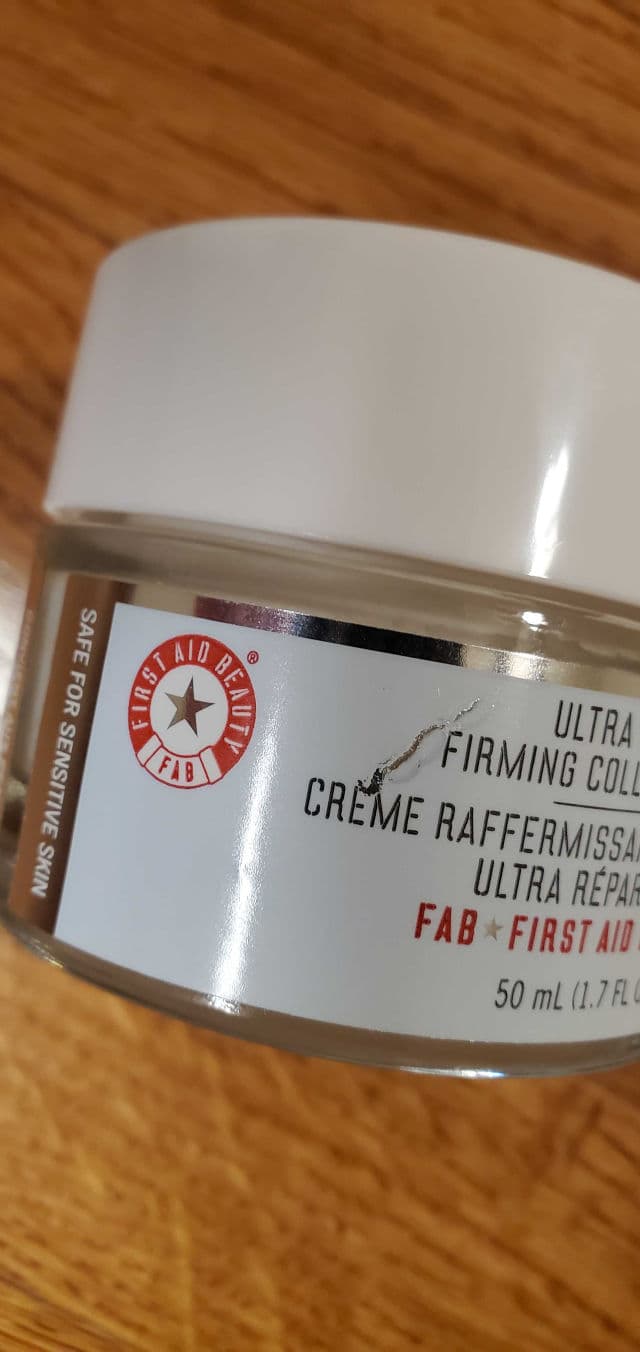 SAFE FOR SENSITIVE SKIN
FIRST AID BEAUTY
®
FAB
ULTRA
FIRMING COLL
CRÈME RAFFERMISSA
ULTRA RÉPAR
FAB FIRST AID
50 mL (1.7 FL O